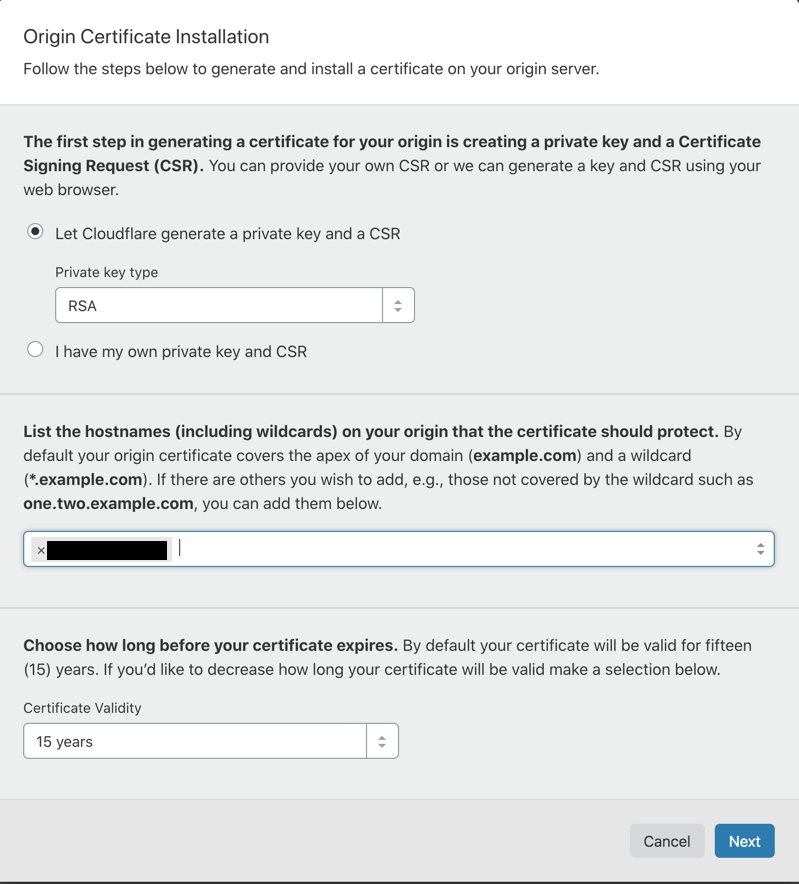 Origin Certificate Installation
Follow the steps below to generate and install a certificate on your origin server.
The first step in generating a certificate for your origin is creating a private key and a Certificate
Signing Request (CSR). You can provide your own CSR or we can generate a key and CSR using your
web browser.
Let Cloudflare generate a private key and a CSR
Private key type
RSA
I have my own private key and CSR
List the hostnames (including wildcards) on your origin that the certificate should protect. By
default your origin certificate covers the apex of your domain (example.com) and a wildcard
(*.example.com). If there are others you wish to add, e.g., those not covered by the wildcard such as
one.two.example.com, you can add them below.
×
Choose how long before your certificate expires. By default your certificate will be valid for fifteen
(15) years. If you’d like to decrease how long your certificate will be valid make a selection below.
Certificate Validity
15 years
Cancel
Next